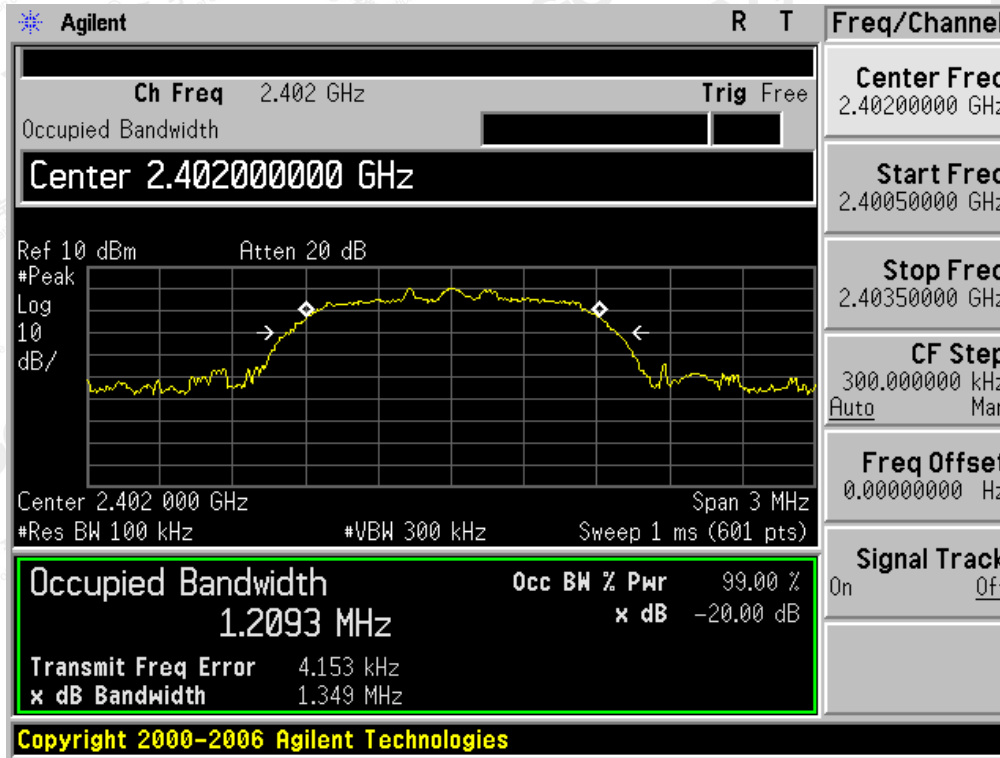 Agilent R T
Freq/Channel
Ch Freq 2.402 GHz Trig Free
Occupied Bandwidth
Center 2.402000000 GHz
Ref 10 dBm Atten 20 dB
#Peak
Log
10
dB/
Center 2.402 000 GHz Span 3 MHz
#Res BW 100 kHz #VBW 300 kHz Sweep 1 ms (601 pts)
Occupied Bandwidth Occ BW % Pwr 99.00 %
1.2093 MHz x dB -20.00 dB
Transmit Freq Error 4.153 kHz
x dB Bandwidth 1.349 MHz
Copyright 2000-2006 Agilent Technologies
Center Freq
2.40200000 GHz
Start Freq
2.40050000 GHz
Stop Freq
2.40350000 GHz
CF Step
300.000000 kHz
Auto Man
Freq Offset
0.00000000 Hz
Signal Track
On Off